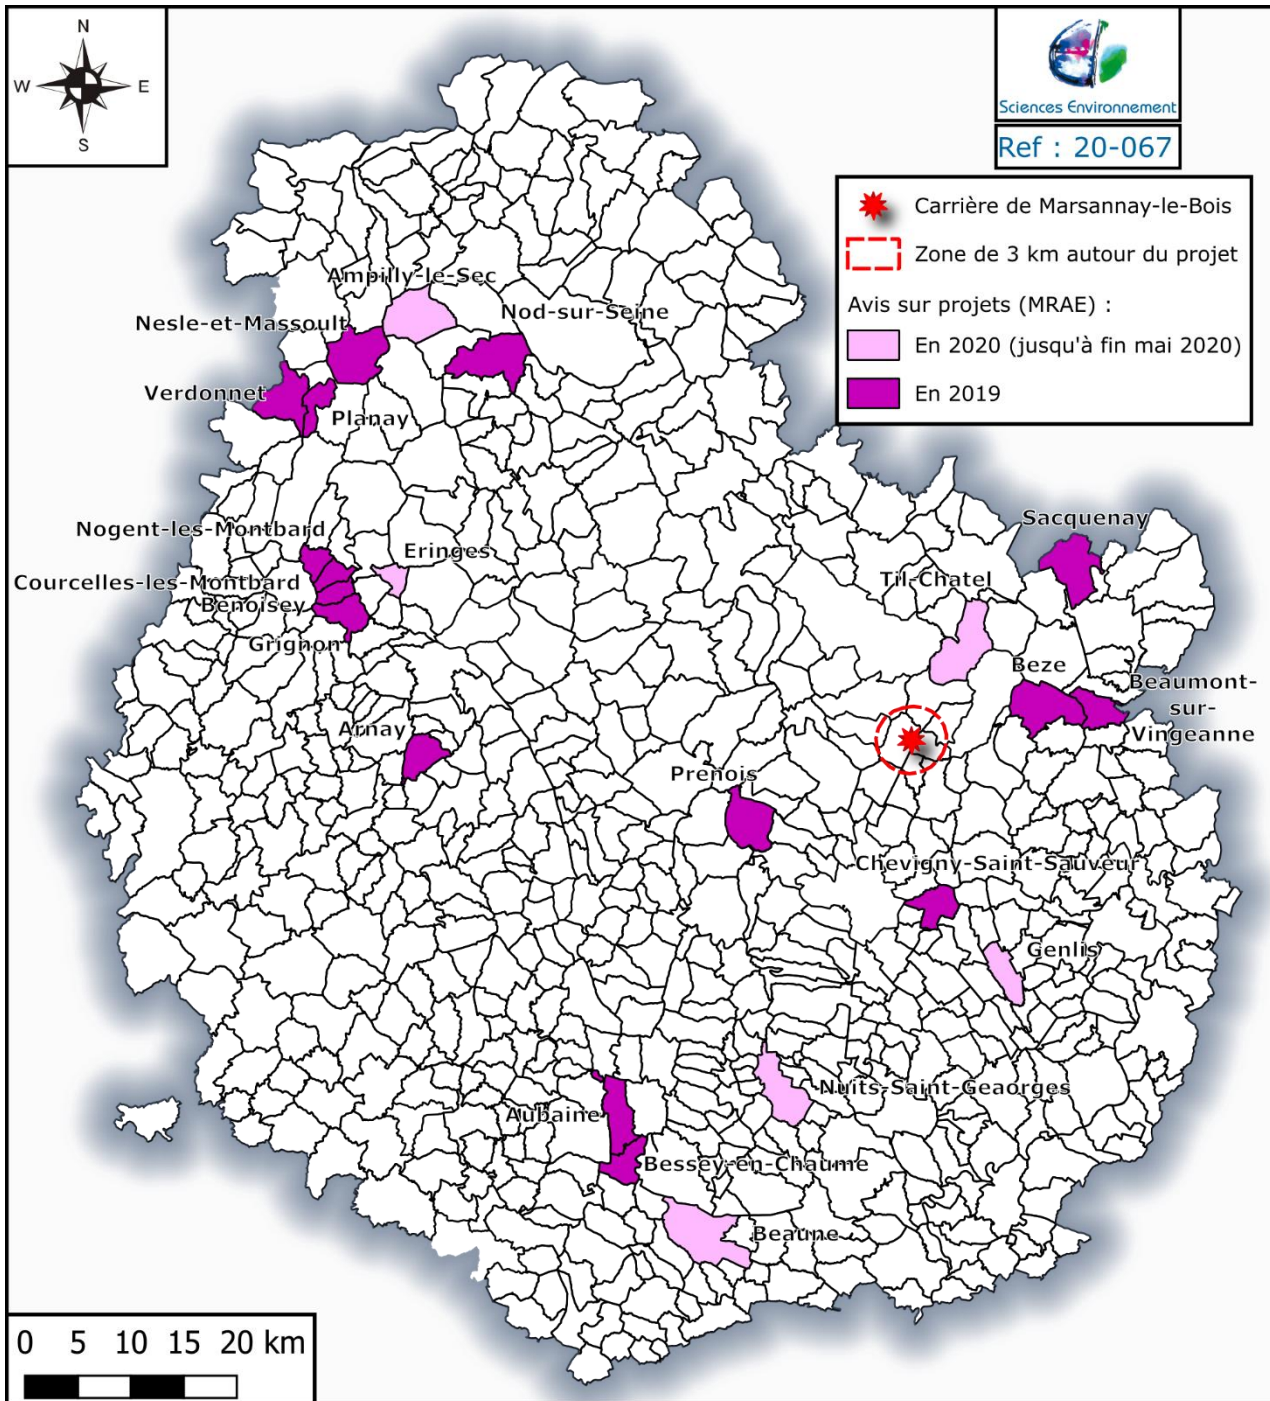 N
W E
S
Sciences Environnement
Ref : 20-067
Carrière de Marsannay-le-Bois
Zone de 3 km autour du projet
Avis sur projets (MRAE) :
En 2020 (jusqu'à fin mai 2020)
En 2019
Ampilly-le-Sec
Nod-sur-Seine
Nesle-et-Massoult
Verdonnet
Planay
Nogent-les-Montbard
Eringes
Courcelles-les-Montbard
Benoisey
Grignon
Sacquenay
Til-Chatel
Beze
Beaumont-
sur-
Vingeanne
Arnay
Prenois
Chevigny-Saint-Sauveur
Genlis
Nuits-Saint-Geaorges
Aubaine
Bessey-en-Chaume
Beaune
0 5 10 15 20 km